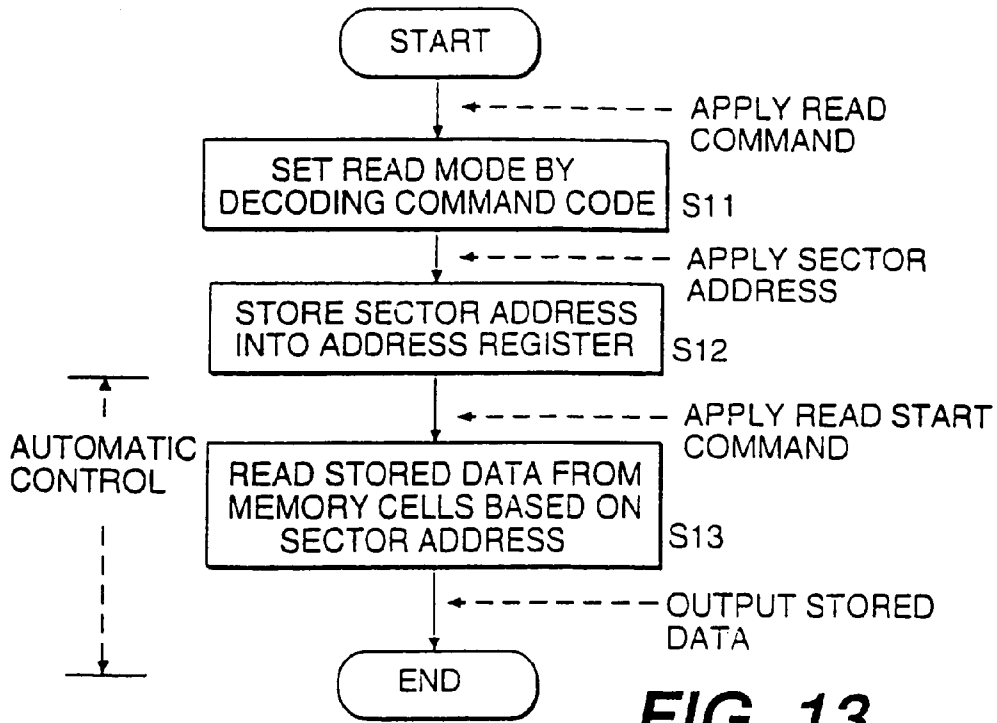 START
APPLY READ
COMMAND
SET READ MODE BY
DECODING COMMAND CODE
S11
APPLY SECTOR
ADDRESS
STORE SECTOR ADDRESS
INTO ADDRESS REGISTER
S12
APPLY READ START
COMMAND
AUTOMATIC
CONTROL
READ STORED DATA FROM
MEMORY CELLS BASED ON
SECTOR ADDRESS
S13
OUTPUT STORED
DATA
END
FIG. 13